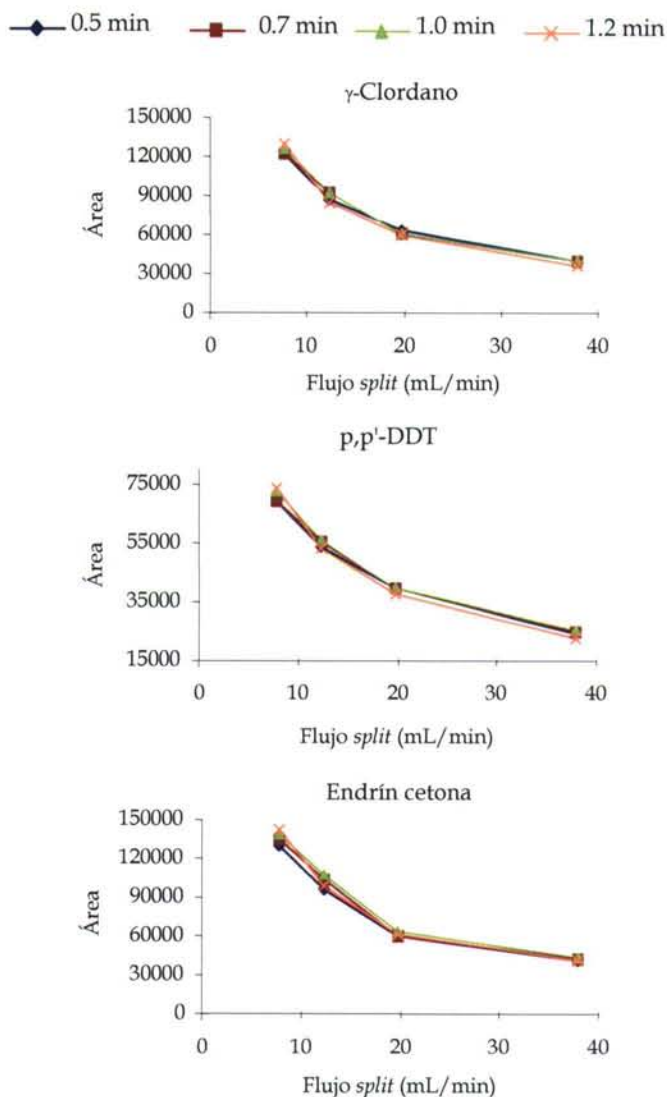 0.5 min 0.7 min 1.0 min 1.2 min
γ-Clordano
150000
120000
90000
60000
30000
0
Área
0 10 20 30 40
Flujo split (mL/min)
p,p'-DDT
75000
55000
35000
15000
Área
0 10 20 30 40
Flujo split (mL/min)
Endrín cetona
150000
120000
90000
60000
30000
0
Área
0 10 20 30 40
Flujo split (mL/min)